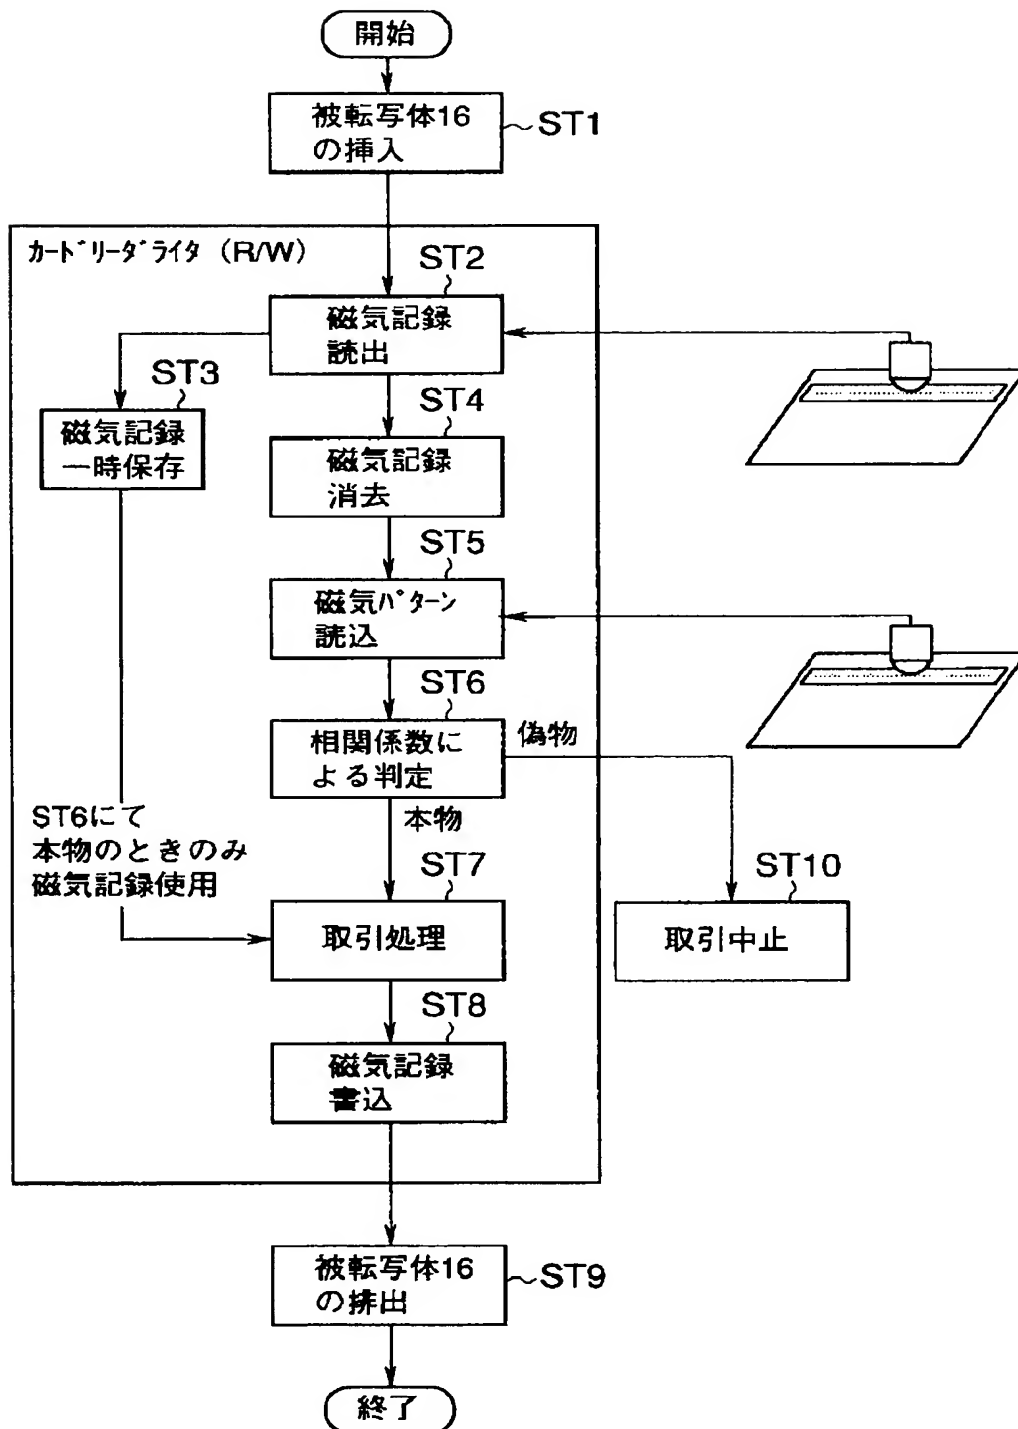 開始
被転写体16
の挿入
ST1
カードリーダライタ (R/W)
ST2
磁気記録
読出
ST3
磁気記録
一時保存
ST4
磁気記録
消去
ST5
磁気パターン
読込
ST6
相関係数に
よる判定
偽物
本物
ST6にて
本物のときのみ
磁気記録使用
ST7
取引処理
ST10
取引中止
ST8
磁気記録
書込
被転写体16
の排出
ST9
終了